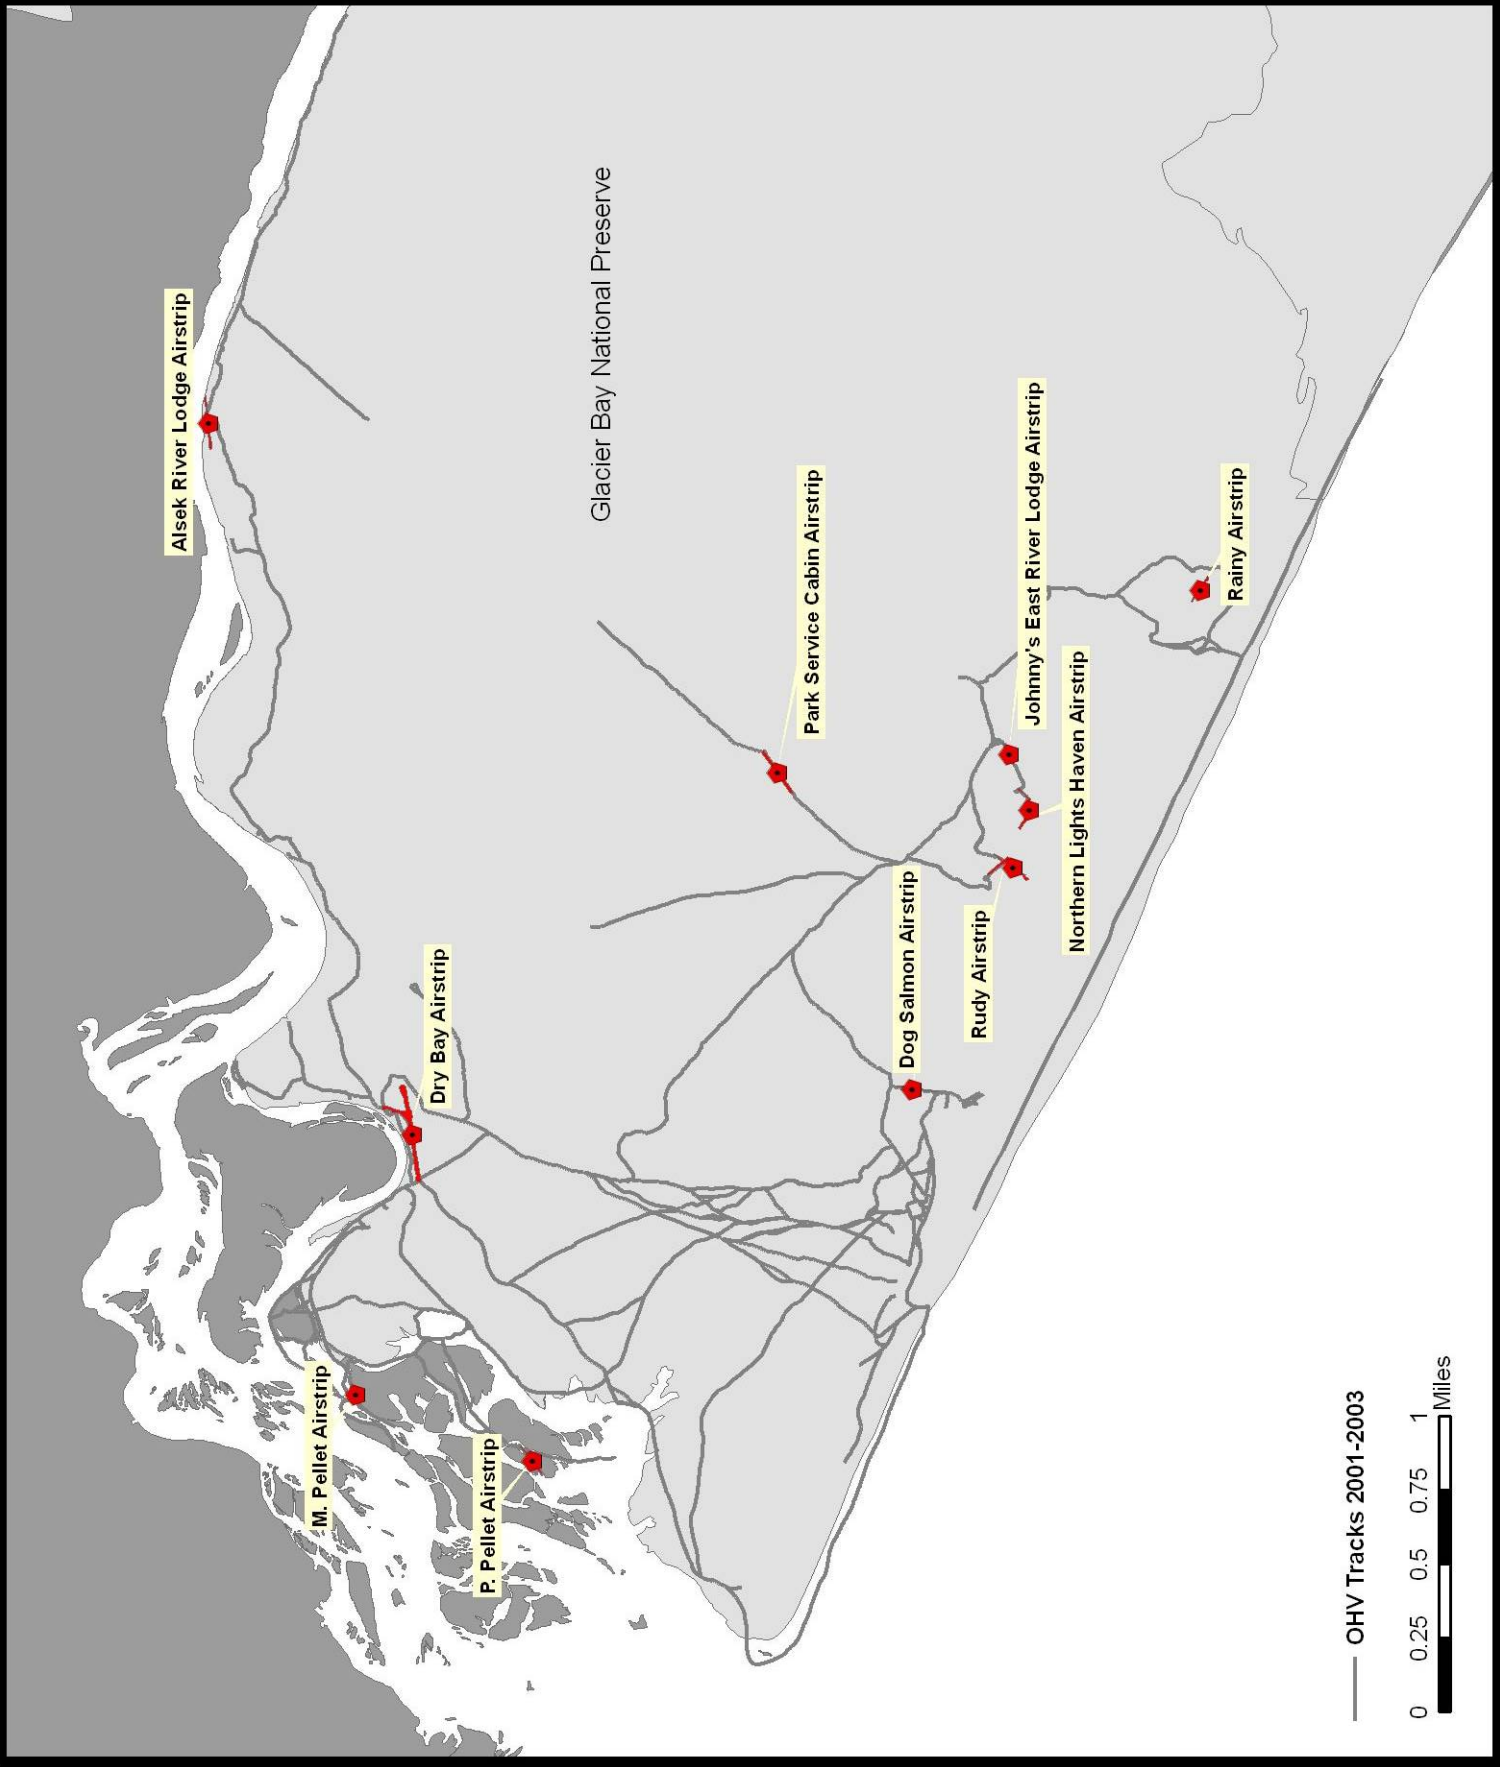 Alsek River Lodge Airstrip
Glacier Bay National Preserve
Park Service Cabin Airstrip
Johnny's East River Lodge Airstrip
Rainy Airstrip
Northern Lights Haven Airstrip
Rudy Airstrip
Dog Salmon Airstrip
Dry Bay Airstrip
M. Pellet Airstrip
P. Pellet Airstrip
OHV Tracks 2001-2003
0 0.25 0.5 0.75 1
Miles